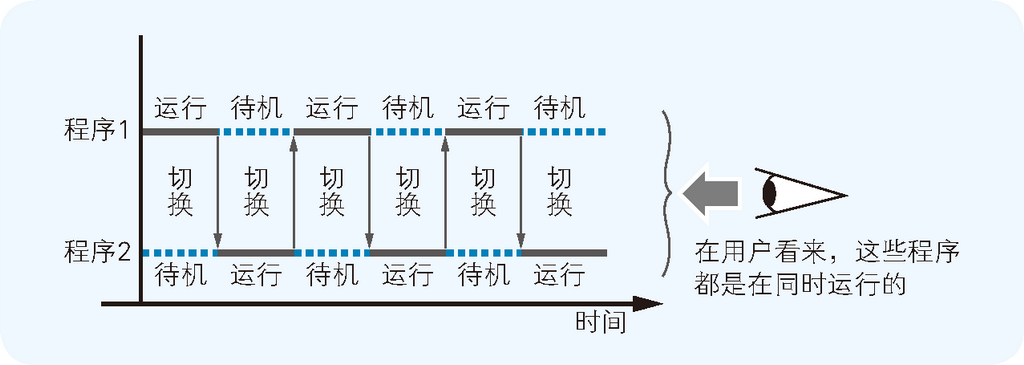 运行 待机 运行 待机 运行 待机
程序1
切换 切换 切换 切换 切换 切换
程序2
待机 运行 待机 运行 待机 运行
时间
在用户看来，这些程序
都是在同时运行的